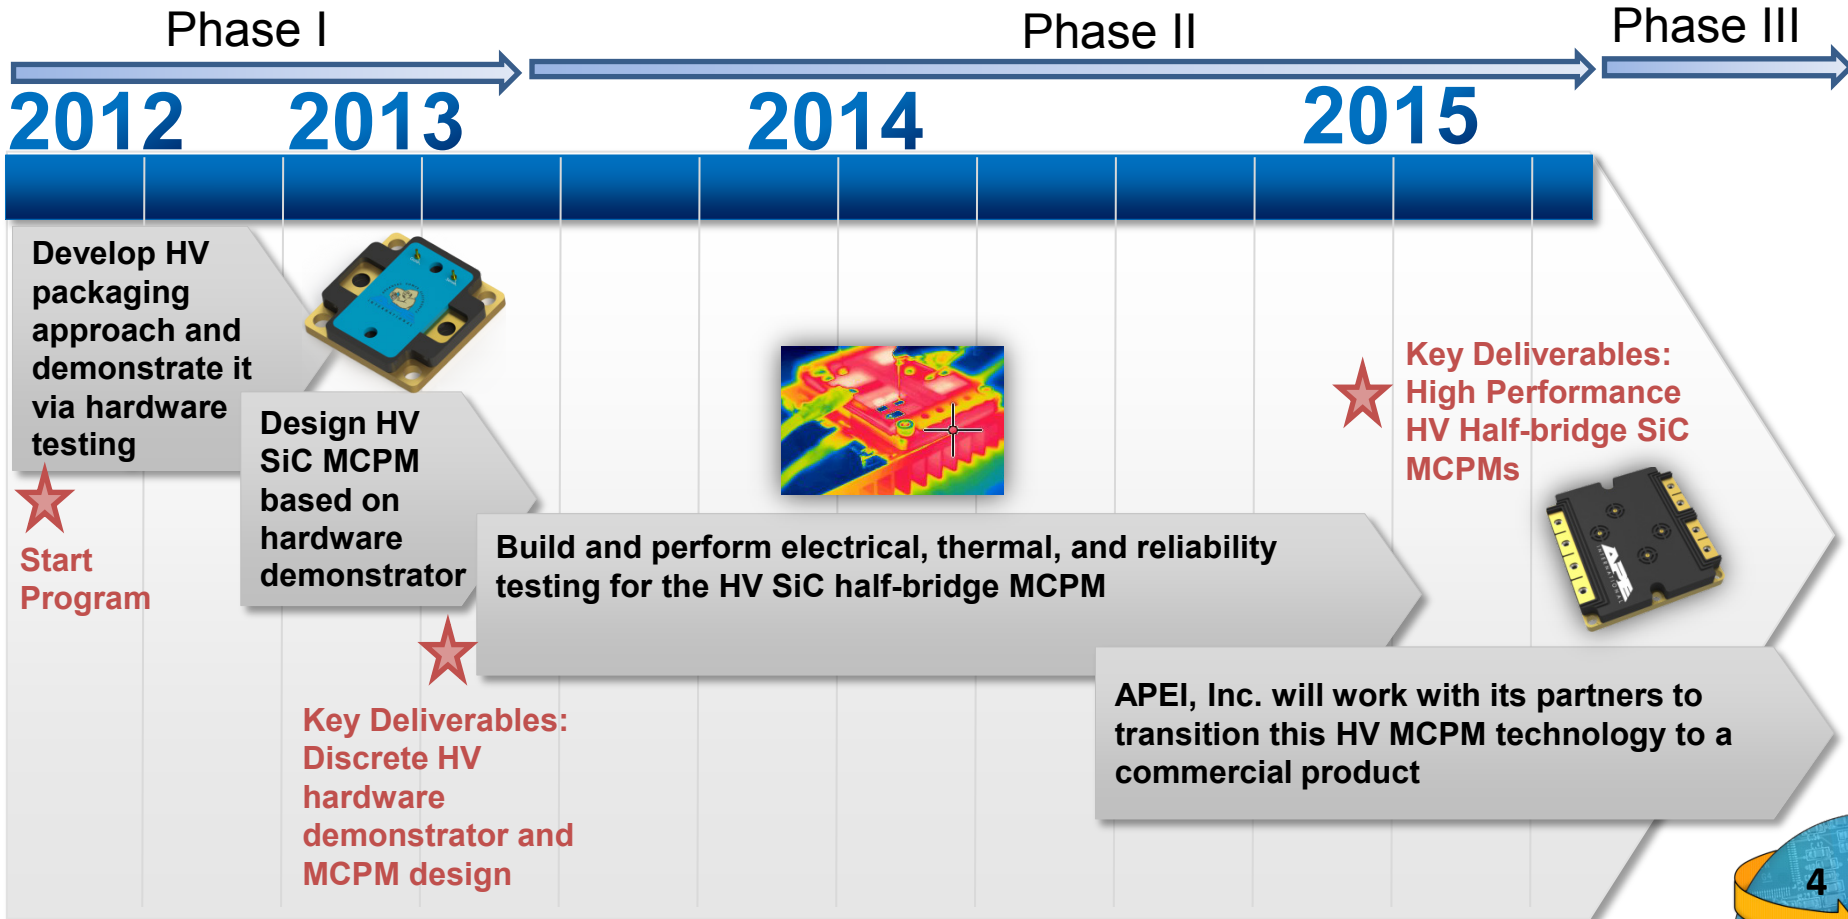 Phase I
Phase II
Phase III
2012
2013
2014
2015
Develop HV
packaging
approach and
demonstrate it
via hardware
testing
Design HV
SiC MCPM
based on
hardware
demonstrator
Start
Program
Build and perform electrical, thermal, and reliability
testing for the HV SiC half-bridge MCPM
Key Deliverables:
High Performance
HV Half-bridge SiC
MCPMs
APEI
INTERNATIONAL
Key Deliverables:
Discrete HV
hardware
demonstrator and
MCPM design
APEI, Inc. will work with its partners to
transition this HV MCPM technology to a
commercial product
4